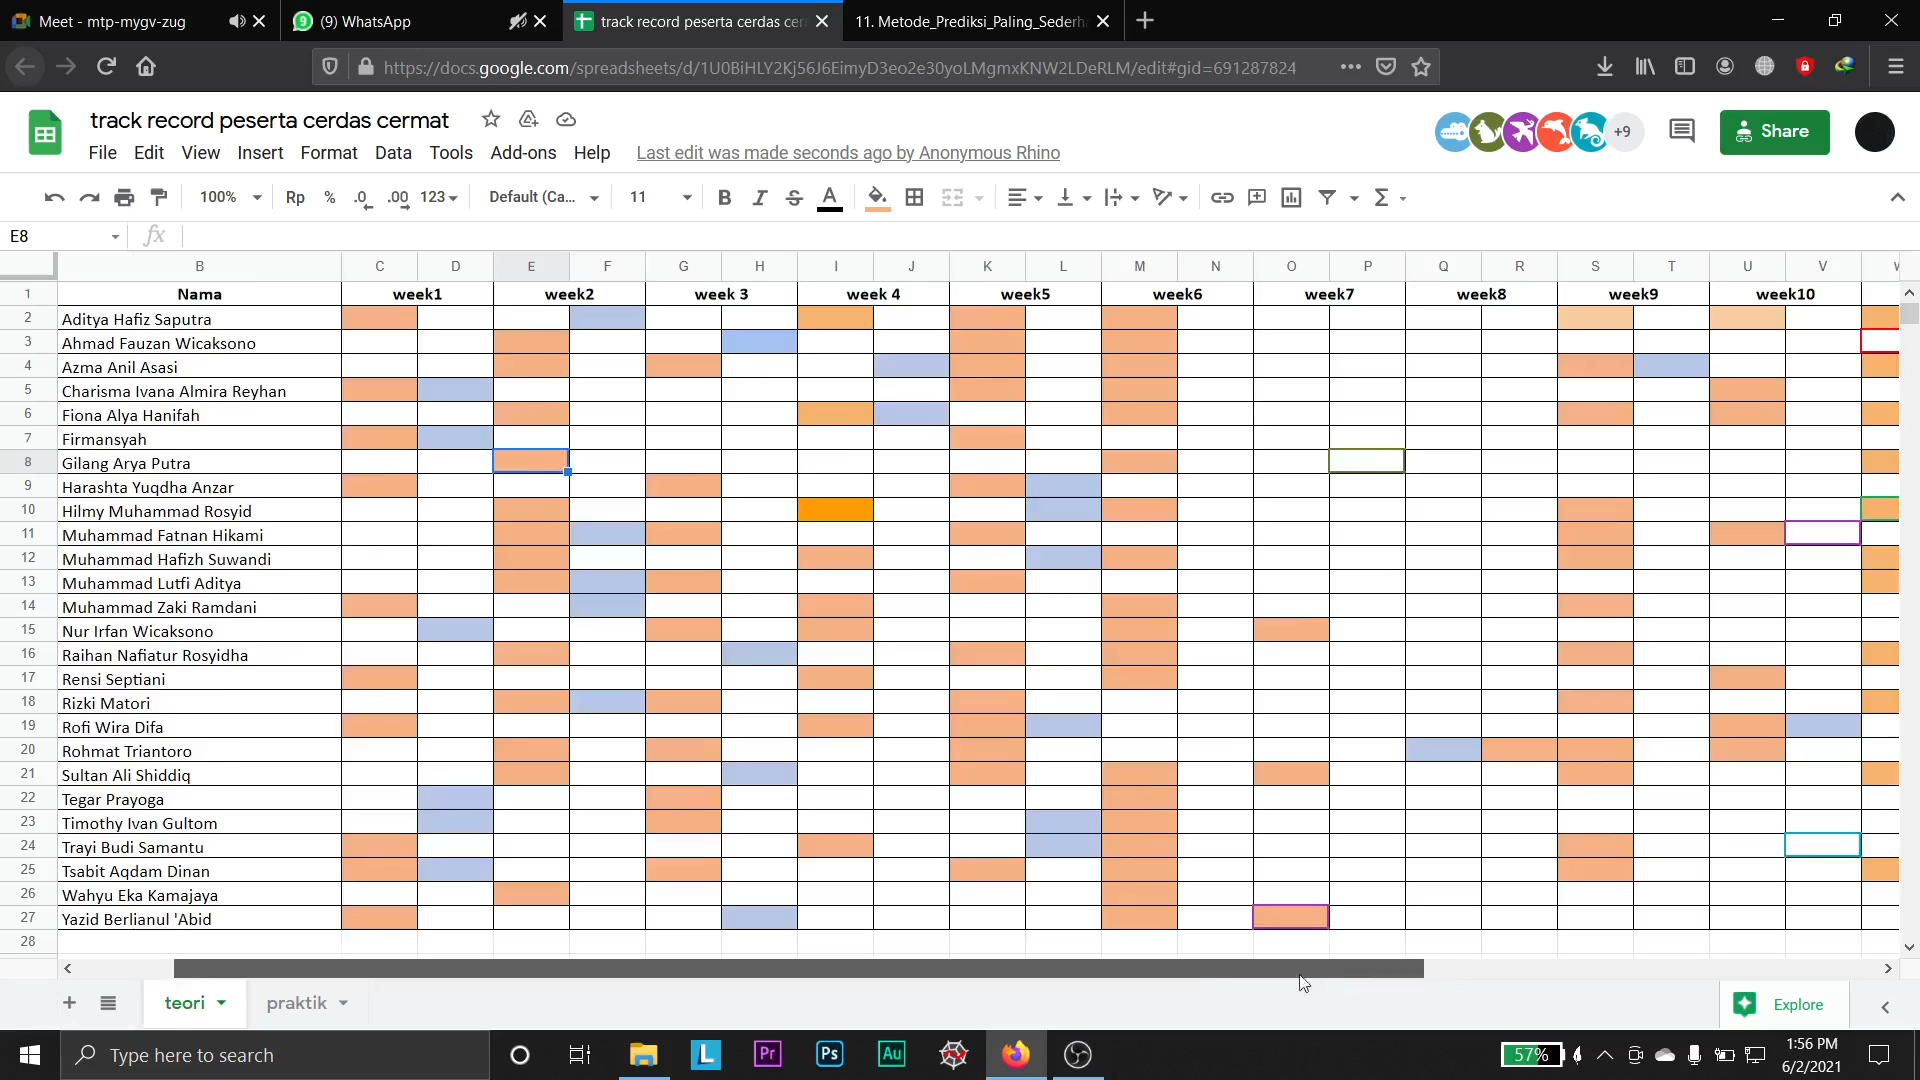 Meet - mtp-mygv-zug
(9) WhatsApp
track record peserta cerdas cer
11. Metode_Prediksi_Paling_Sederh
https://docs.google.com/spreadsheets/d/1U0BiHLY2Kj56J6EimyD3eo2e30yoLMgmxKNW2LDeRLM/edit#gid=691287824
track record peserta cerdas cermat
+9
Share
File Edit View Insert Format Data Tools Add-ons Help Last edit was made seconds ago by Anonymous Rhino
100% Rp % .0 .00 123 Default (Ca... 11 B I S A
E8 fx
B C D E F G H I J K L M N O P Q R S T U V
1 Nama week1 week2 week 3 week 4 week5 week6 week7 week8 week9 week10
2 Aditya Hafiz Saputra
3 Ahmad Fauzan Wicaksono
4 Azma Anil Asasi
5 Charisma Ivana Almira Reyhan
6 Fiona Alya Hanifah
7 Firmansyah
8 Gilang Arya Putra
9 Harashta Yuqdha Anzar
10 Hilmy Muhammad Rosyid
11 Muhammad Fatnan Hikami
12 Muhammad Hafizh Suwandi
13 Muhammad Lutfi Aditya
14 Muhammad Zaki Ramdani
15 Nur Irfan Wicaksono
16 Raihan Nafiatur Rosyidha
17 Rensi Septiani
18 Rizki Matori
19 Rofi Wira Difa
20 Rohmat Triantoro
21 Sultan Ali Shiddiq
22 Tegar Prayoga
23 Timothy Ivan Gultom
24 Trayi Budi Samantu
25 Tsabit Aqdam Dinan
26 Wahyu Eka Kamajaya
27 Yazid Berlianul 'Abid
28
teori praktik
Explore
Type here to search
L Pr Ps Au
57%
1:56 PM
6/2/2021